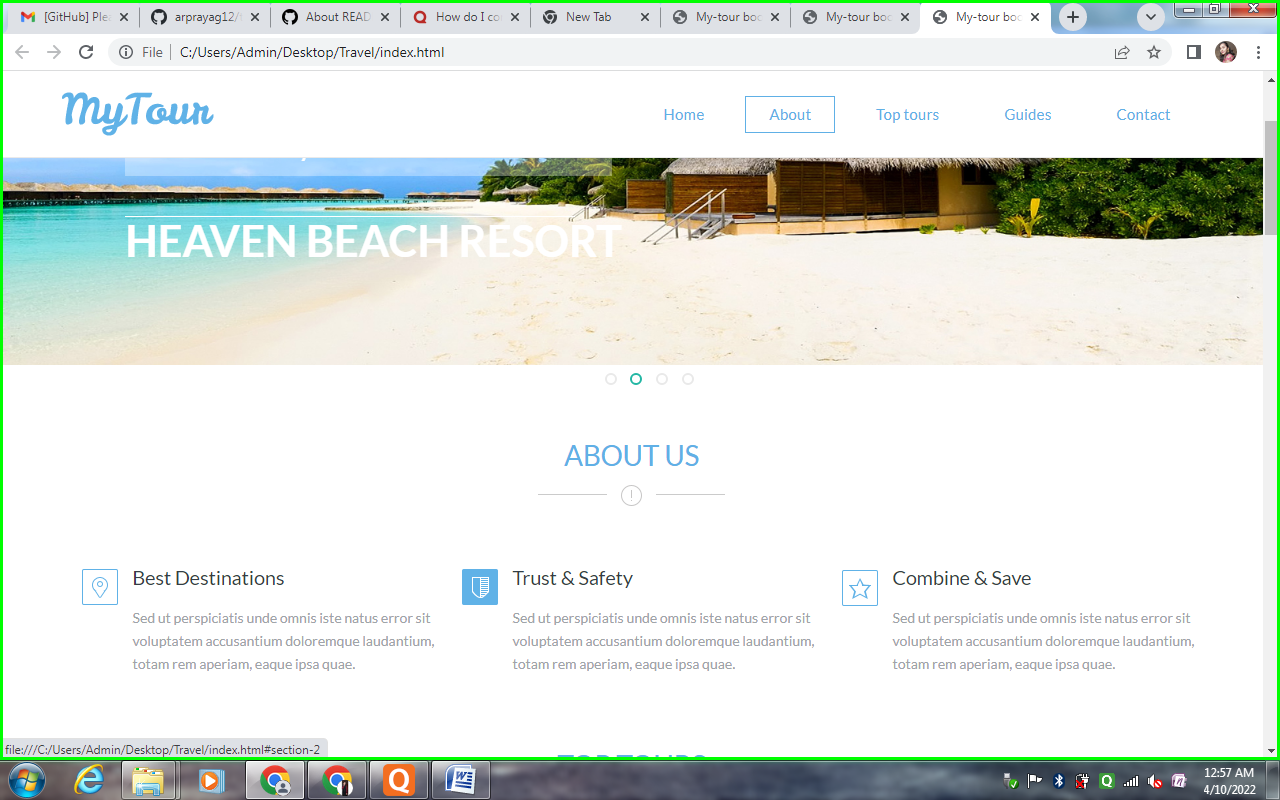 [GitHub] Ple
arprayag12/
About READ
How do I co
New Tab
My-tour boo
My-tour boo
My-tour boo
File
C:/Users/Admin/Desktop/Travel/index.html
MyTour
Home
About
Top tours
Guides
Contact
HEAVEN BEACH RESORT
ABOUT US
Best Destinations
Sed ut perspiciatis unde omnis iste natus error sit
voluptatem accusantium doloremque laudantium,
totam rem aperiam, eaque ipsa quae.
Trust & Safety
Sed ut perspiciatis unde omnis iste natus error sit
voluptatem accusantium doloremque laudantium,
totam rem aperiam, eaque ipsa quae.
Combine & Save
Sed ut perspiciatis unde omnis iste natus error sit
voluptatem accusantium doloremque laudantium,
totam rem aperiam, eaque ipsa quae.
TOP TOURS
file:///C:/Users/Admin/Desktop/Travel/index.html#section-2
12:57 AM
4/10/2022